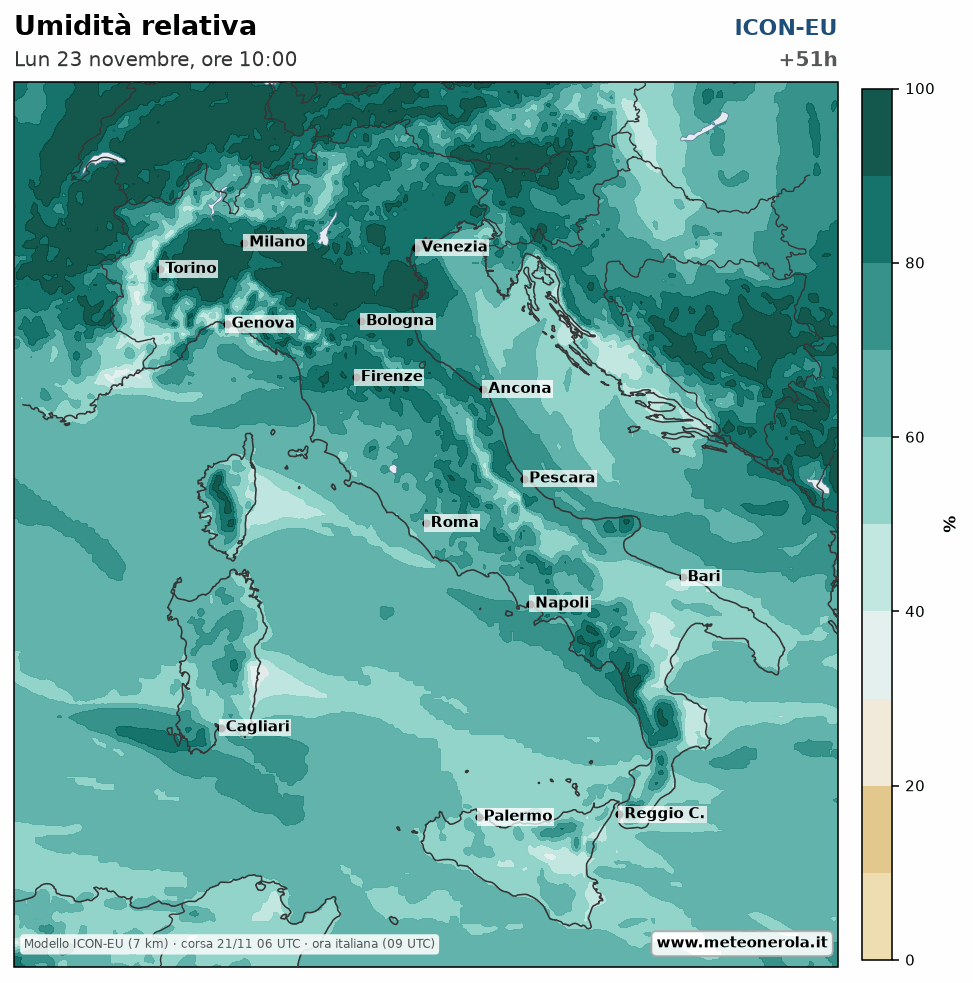 Umidità relativa
ICON-EU
Lun 23 novembre, ore 10:00
+51h
100
80
60
40
20
0
%
Milano
Venezia
Torino
Genova
Bologna
Firenze
Ancona
Pescara
Roma
Bari
Napoli
Cagliari
Palermo
Reggio C.
Modello ICON-EU (7 km) · corsa 21/11 06 UTC · ora italiana (09 UTC)
www.meteonerola.it